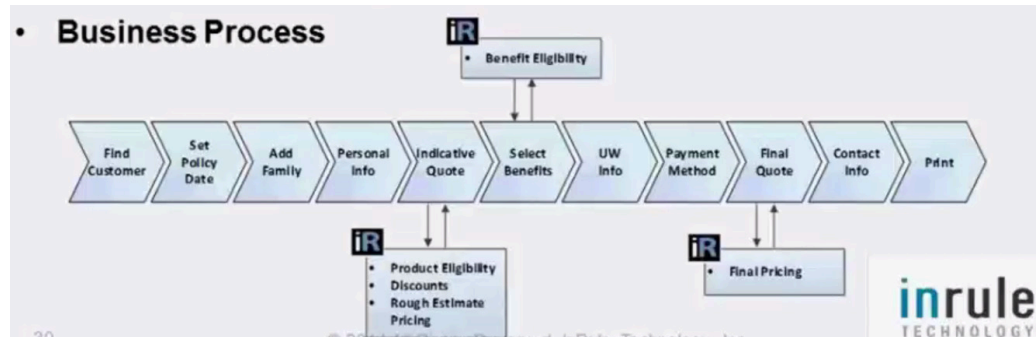 • Business Process
iR
• Benefit Eligibility
Find
Customer
Set
Policy
Date
Add
Family
Personal
Info
Indicative
Quote
Select
Benefits
UW
Info
Payment
Method
Final
Quote
Contact
Info
Print
iR
• Product Eligibility
• Discounts
• Rough Estimate
Pricing
iR
• Final Pricing
inrule
TECHNOLOGY